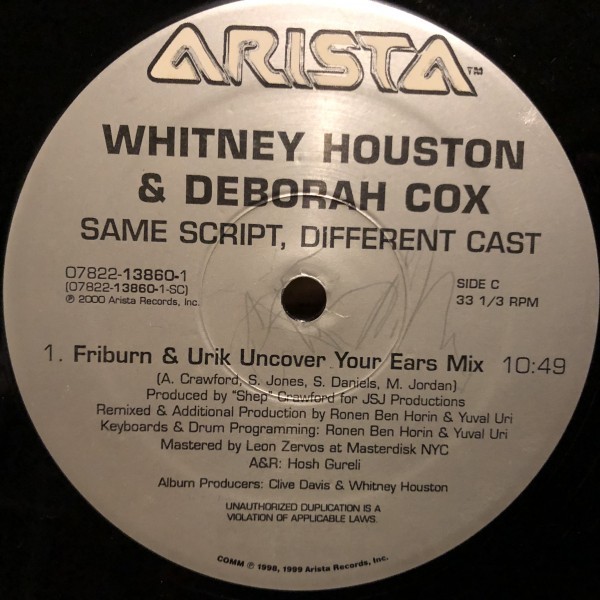 ARISTA™
WHITNEY HOUSTON
& DEBORAH COX
SAME SCRIPT, DIFFERENT CAST
07822-13860-1
(07822-13860-1-SC)
℗ 2000 Arista Records, Inc.
SIDE C
33 1/3 RPM
1. Friburn & Urik Uncover Your Ears Mix 10:49
(A. Crawford, S. Jones, S. Daniels, M. Jordan)
Produced by "Shep" Crawford for JSJ Productions
Remixed & Additional Production by Ronen Ben Horin & Yuval Uri
Keyboards & Drum Programming: Ronen Ben Horin & Yuval Uri
Mastered by Leon Zervos at Masterdisk NYC
A&R: Hosh Gureli
Album Producers: Clive Davis & Whitney Houston
UNAUTHORIZED DUPLICATION IS A
VIOLATION OF APPLICABLE LAWS.
COMM ℗ 1998, 1999 Arista Records, Inc.